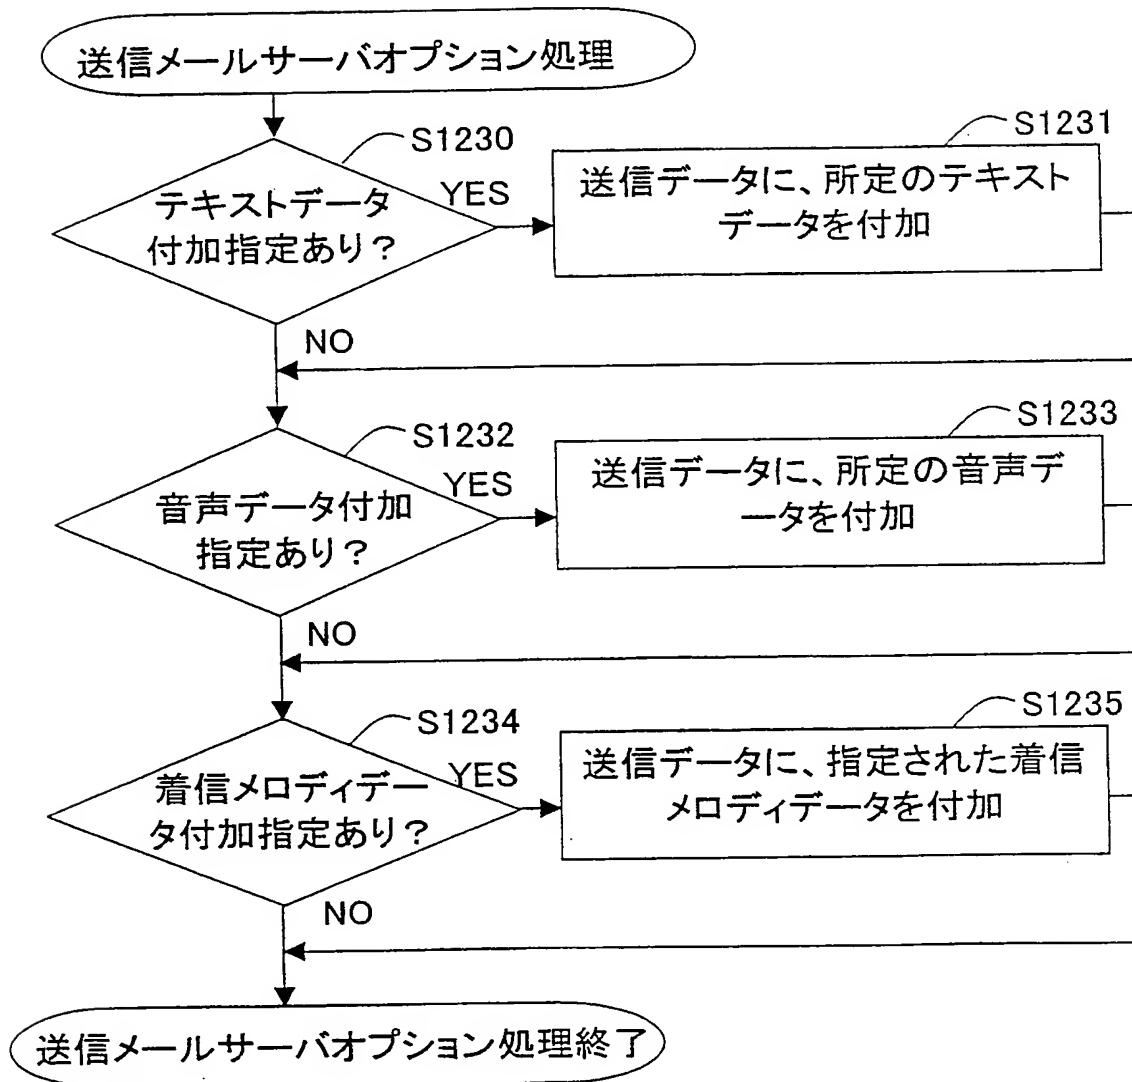 送信メールサーバオプション処理
S1230
テキストデータ
付加指定あり？
YES
S1231
送信データに、所定のテキスト
データを付加
NO
S1232
音声データ付加
指定あり？
YES
S1233
送信データに、所定の音声デ
ータを付加
NO
S1234
着信メロディデー
タ付加指定あり？
YES
S1235
送信データに、指定された着信
メロディデータを付加
NO
送信メールサーバオプション処理終了